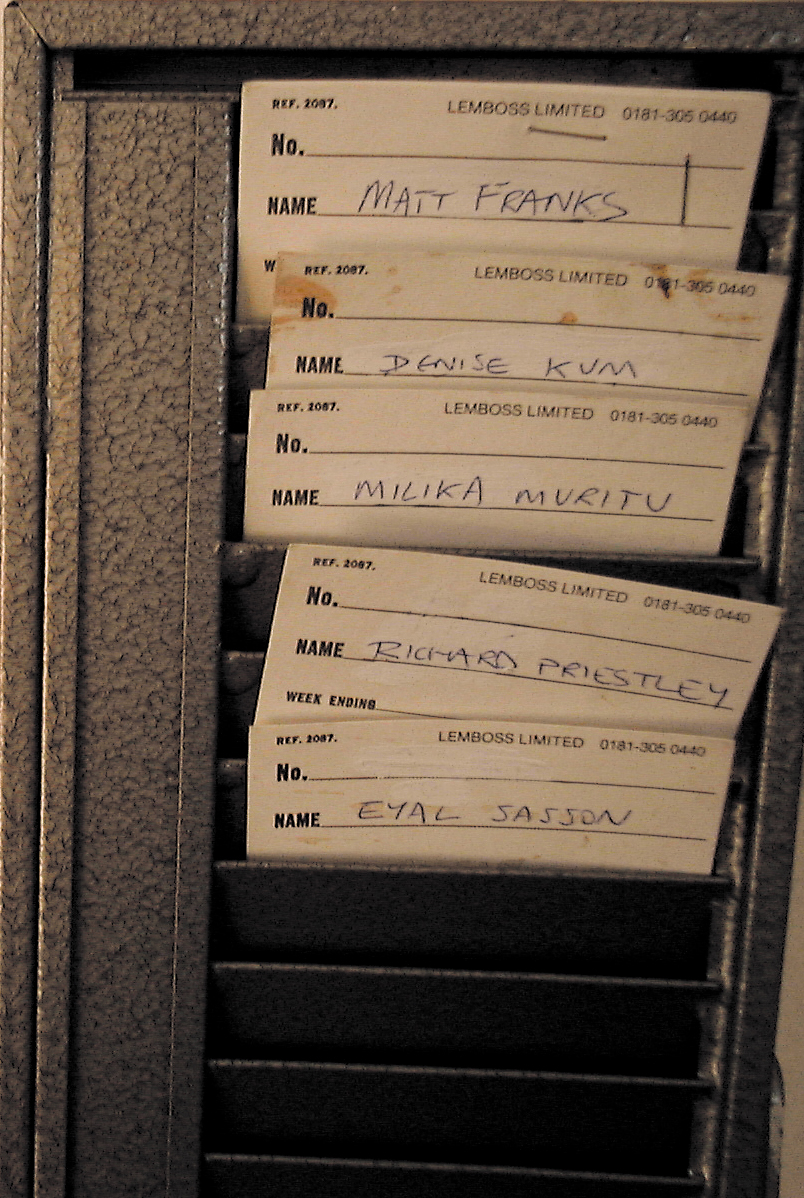 REF. 2087. LEMBOSS LIMITED 0181-305 0440
No.
NAME MATT FRANKS
W
REF. 2087. LEMBOSS LIMITED 0181-305 0440
No.
NAME DENISE KUM
REF. 2087. LEMBOSS LIMITED 0181-305 0440
No.
NAME MILIKA MURITU
REF. 2087. LEMBOSS LIMITED 0181-305 0440
No.
NAME RICHARD PRIESTLEY
WEEK ENDING
REF. 2087. LEMBOSS LIMITED 0181-305 0440
No.
NAME EYAL SASSON